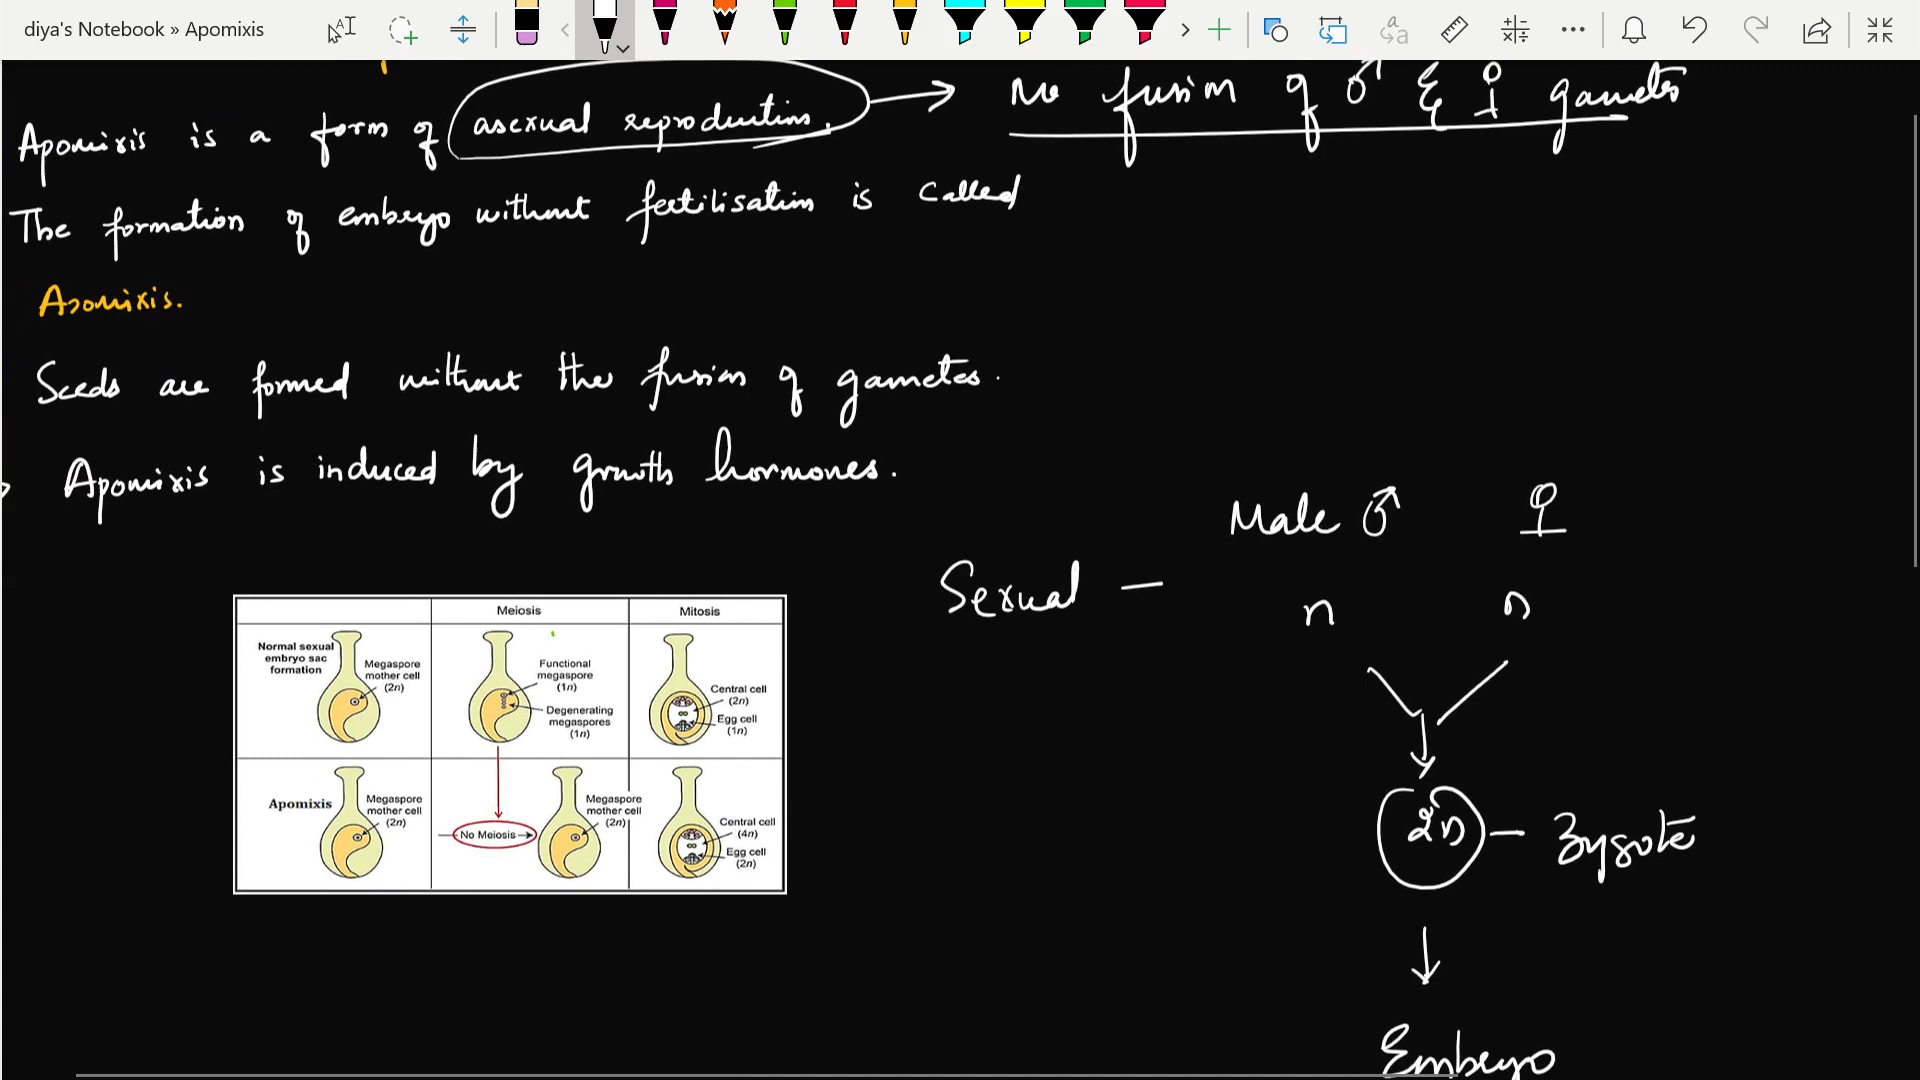 diya's Notebook » Apomixis
Apomixis is a form of asexual reproduction. → No fusion of ♂ & ♀ gametes
The formation of embryo without fertilisation is called
Apomixis.
Seeds are formed without the fusion of gametes.
Apomixis is induced by growth hormones.
Male ♂ ♀
Sexual —
n n
2n — Zygote
↓
Embryo
Meiosis Mitosis
Normal sexual
embryo sac
formation
Megaspore
mother cell
(2n)
Functional
megaspore
(1n)
Degenerating
megaspores
(1n)
Central cell
(2n)
Egg cell
(1n)
Apomixis
Megaspore
mother cell
(2n)
No Meiosis
Megaspore
mother cell
(2n)
Central cell
(4n)
Egg cell
(2n)